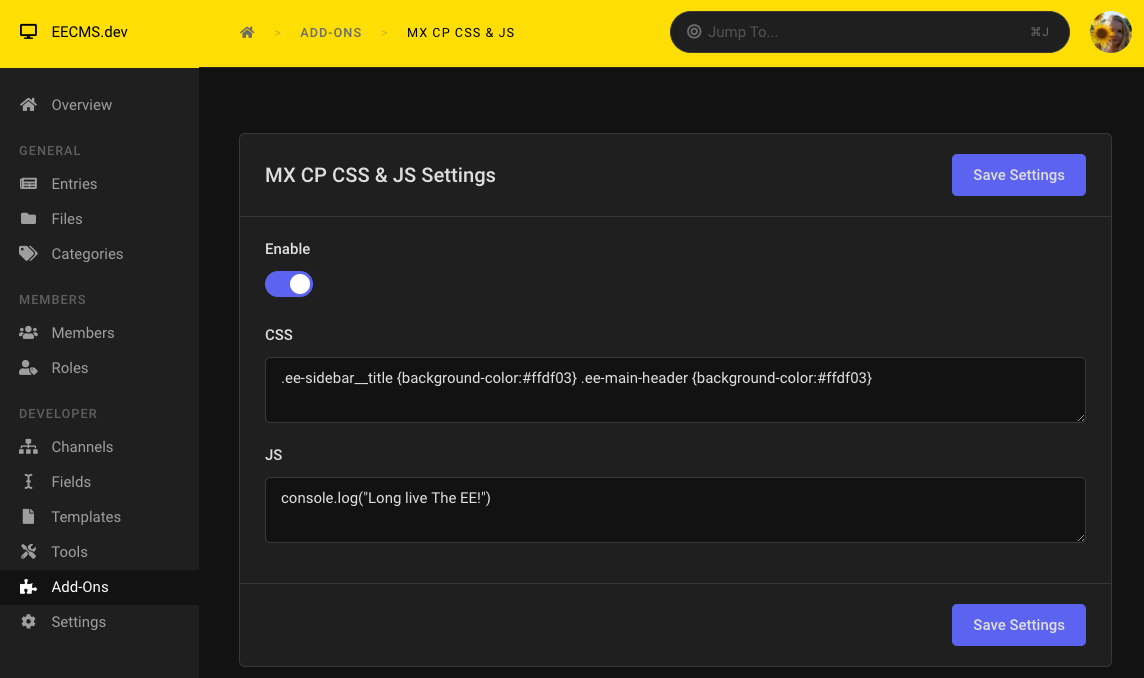 EECMS.dev
> ADD-ONS > MX CP CSS & JS
Jump To... ⌘J
Overview
GENERAL
Entries
Files
Categories
MEMBERS
Members
Roles
DEVELOPER
Channels
Fields
Templates
Tools
Add-Ons
Settings
MX CP CSS & JS Settings
Save Settings
Enable
CSS
.ee-sidebar__title {background-color:#ffdf03} .ee-main-header {background-color:#ffdf03}
JS
console.log("Long live The EE!")
Save Settings